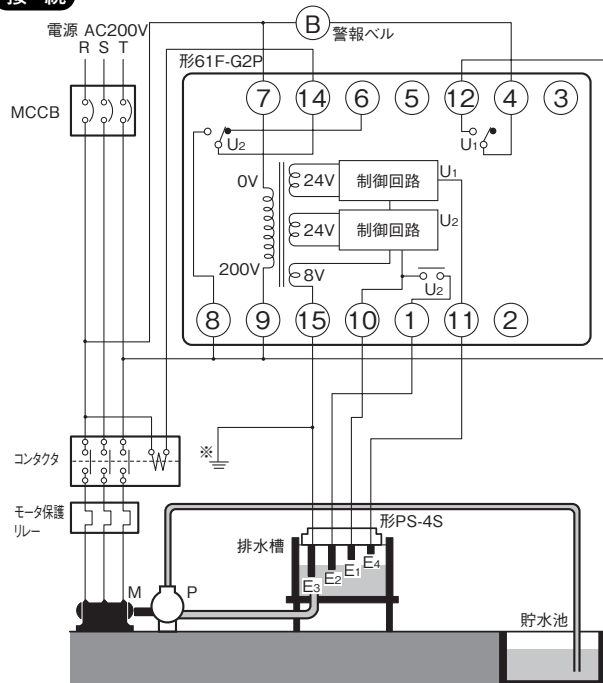 接 続
電源 AC200V
R S T
B
警報ベル
形61F-G2P
MCCB
7 14 6 5 12 4 3
U2
U1
0V
24V
制御回路
U1
24V
制御回路
U2
200V
8V
U2
8 9 15 10 1 11 2
コンタクタ
※
モータ保護
リレー
形PS-4S
排水槽
E3 E2 E1 E4
M P
貯水池